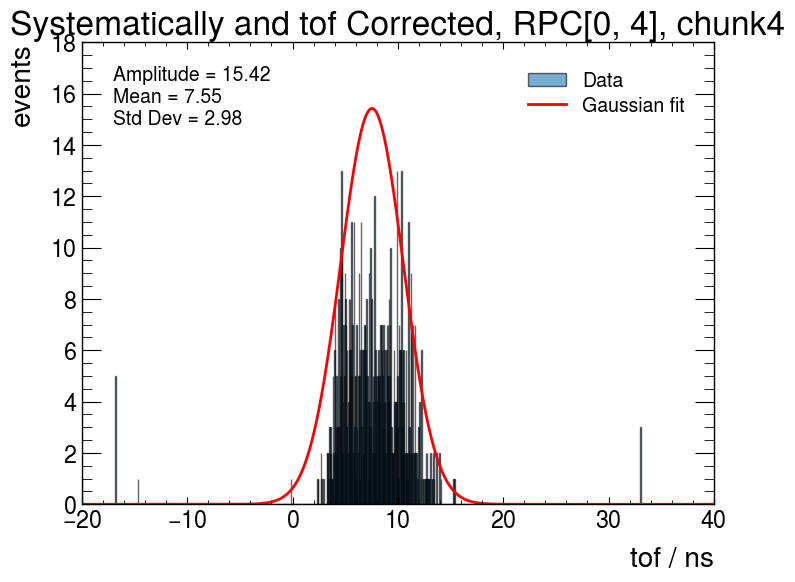 Systematically and tof Corrected, RPC[0, 4], chunk4
events
18
16
14
12
10
8
6
4
2
0
Amplitude = 15.42
Mean = 7.55
Std Dev = 2.98
Data
Gaussian fit
−20 −10 0 10 20 30 40
tof / ns